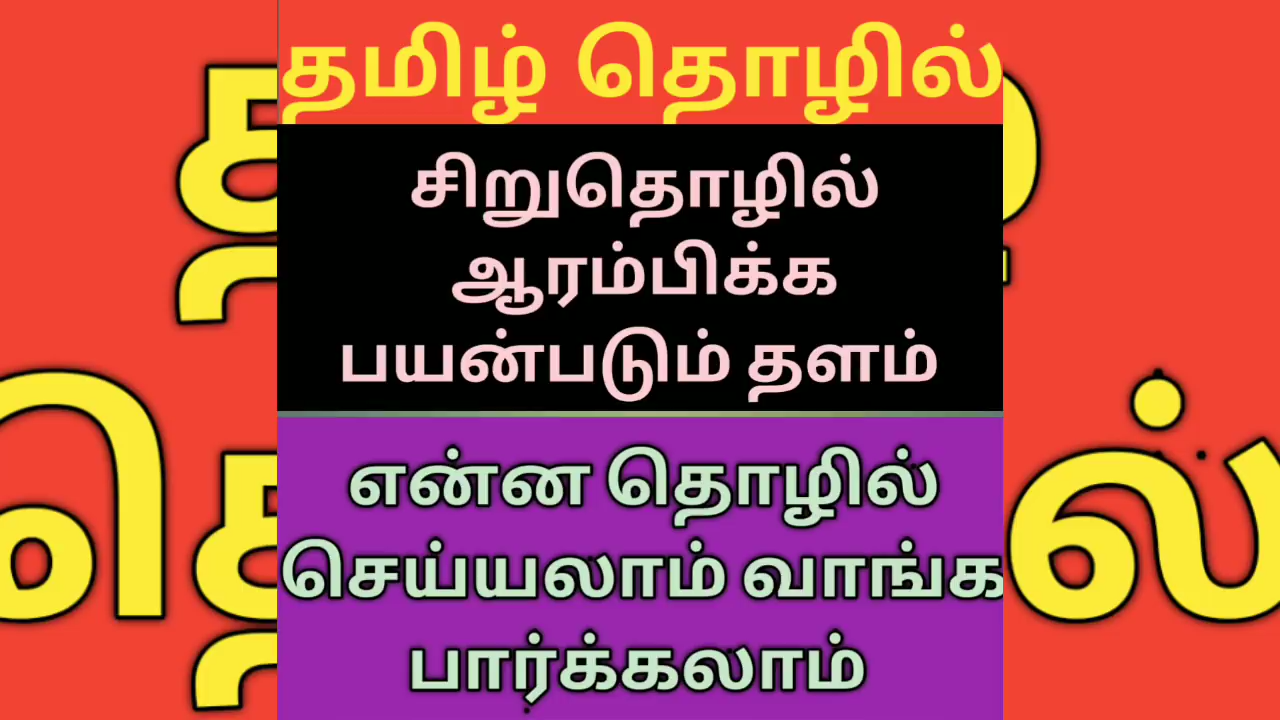 தமிழ் தொழில்
சிறுதொழில்
ஆரம்பிக்க
பயன்படும் தளம்
என்ன தொழில்
செய்யலாம் வாங்க
பார்க்கலாம்